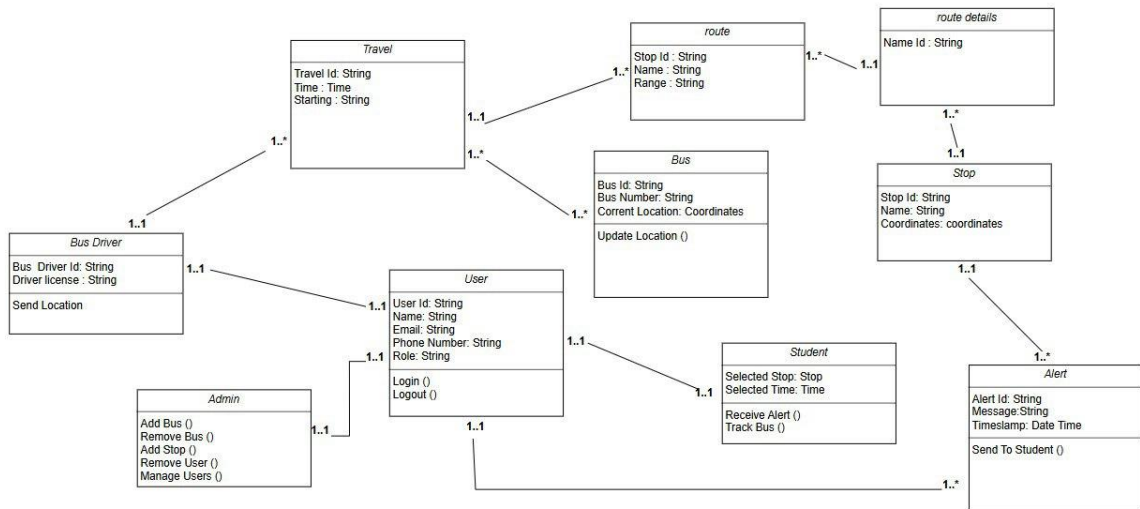 Travel
Travel Id: String
Time : Time
Starting : String
1..*
1..1
1..*
route
Stop Id : String
Name : String
Range : String
1..*
1..*
route details
Name Id : String
1..1
1..*
Bus
Bus Id: String
Bus Number: String
Corrent Location: Coordinates
Update Location ()
1..*
1..1
Stop
Stop Id: String
Name: String
Coordinates: coordinates
1..1
1..1
Bus Driver
Bus Driver Id: String
Driver license : String
Send Location
1..1
User
User Id: String
Name: String
Email: String
Phone Number: String
Role: String
Login ()
Logout ()
1..1
1..1
1..1
1..1
Student
Selected Stop: Stop
Selected Time: Time
Receive Alert ()
Track Bus ()
1..1
1..*
Alert
Alert Id: String
Message:String
Timeslamp: Date Time
Send To Student ()
1..*
Admin
Add Bus ()
Remove Bus ()
Add Stop ()
Remove User ()
Manage Users ()
1..1